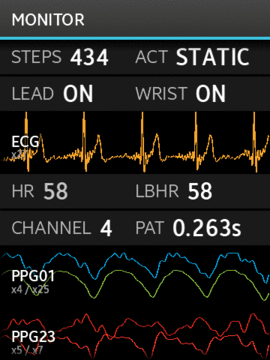 MONITOR
STEPS 434 ACT STATIC
LEAD ON WRIST ON
ECG
HR 58 LBHR 58
CHANNEL 4 PAT 0.263s
PPG01
x4 / x25
PPG23
x5 / x7